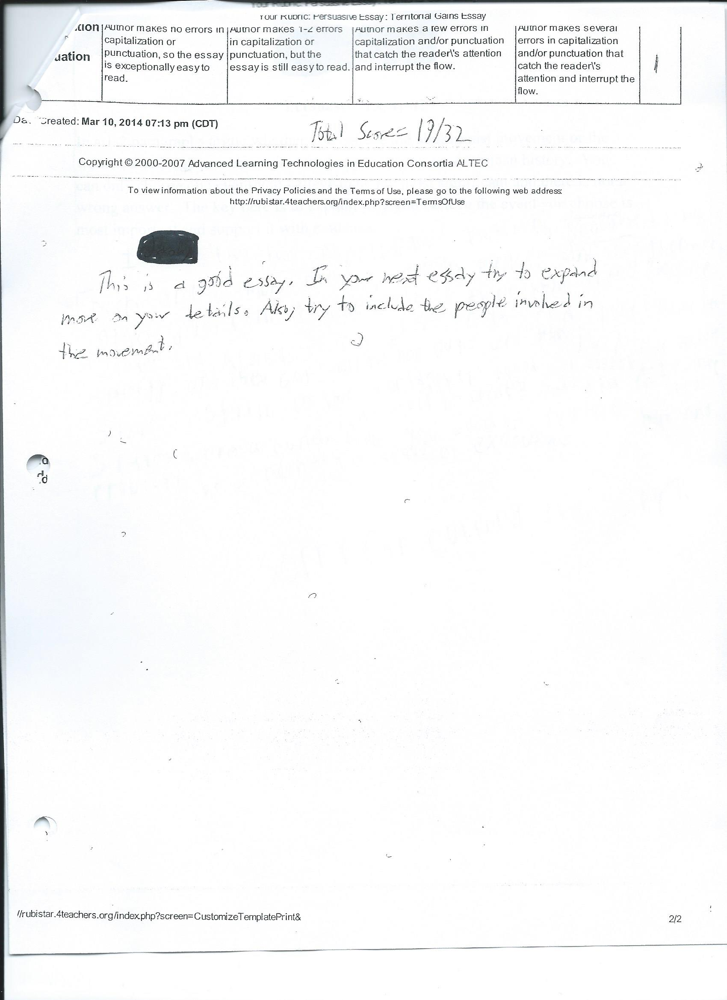 Your Rubric: Persuasive Essay: Territorial Gains Essay
Author makes no errors in capitalization or punctuation, so the essay is exceptionally easy to read.
Author makes 1-2 errors in capitalization or punctuation, but the essay is still easy to read.
Author makes a few errors in capitalization and/or punctuation that catch the reader\'s attention and interrupt the flow.
Author makes several errors in capitalization and/or punctuation that catch the reader\'s attention and interrupt the flow.
1
Created: Mar 10, 2014 07:13 pm (CDT)
Total Score= 19/32
Copyright © 2000-2007 Advanced Learning Technologies in Education Consortia ALTEC
To view information about the Privacy Policies and the Terms of Use, please go to the following web address:
http://rubistar.4teachers.org/index.php?screen=TermsOfUse
This is a good essay. In your next essay try to expand
more on your details. Also, try to include the people involved in
the movement.
//rubistar.4teachers.org/index.php?screen=CustomizeTemplatePrint&
2/2